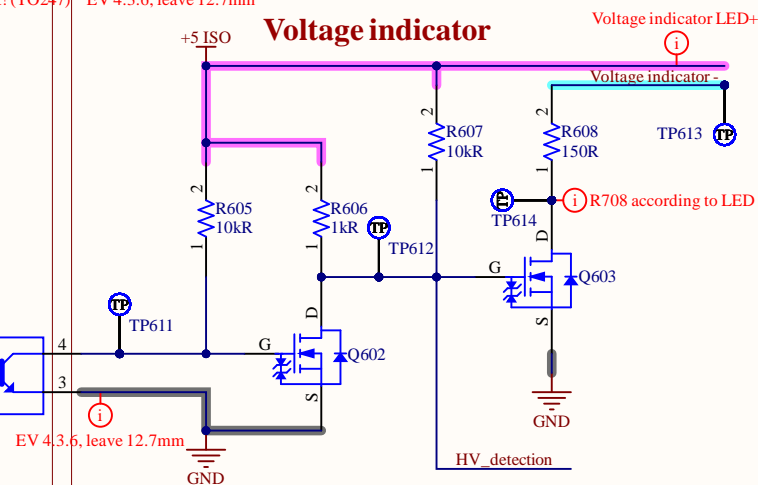 : (TO247)    EV 4.3.6, leave 12.7mm
Voltage indicator
Voltage indicator LED+
i
+5 ISO
Voltage indicator -
2
R607
10kR
1
2
R608
150R
1
TP613
TP
2
R605
10kR
1
2
R606
1kR
1
TP
TP612
TP
TP614
i
R708 according to LED
D
G
Q603
S
TP
TP611
4
3
D
G
Q602
S
i
EV 4.3.6, leave 12.7mm
GND
GND
HV_detection